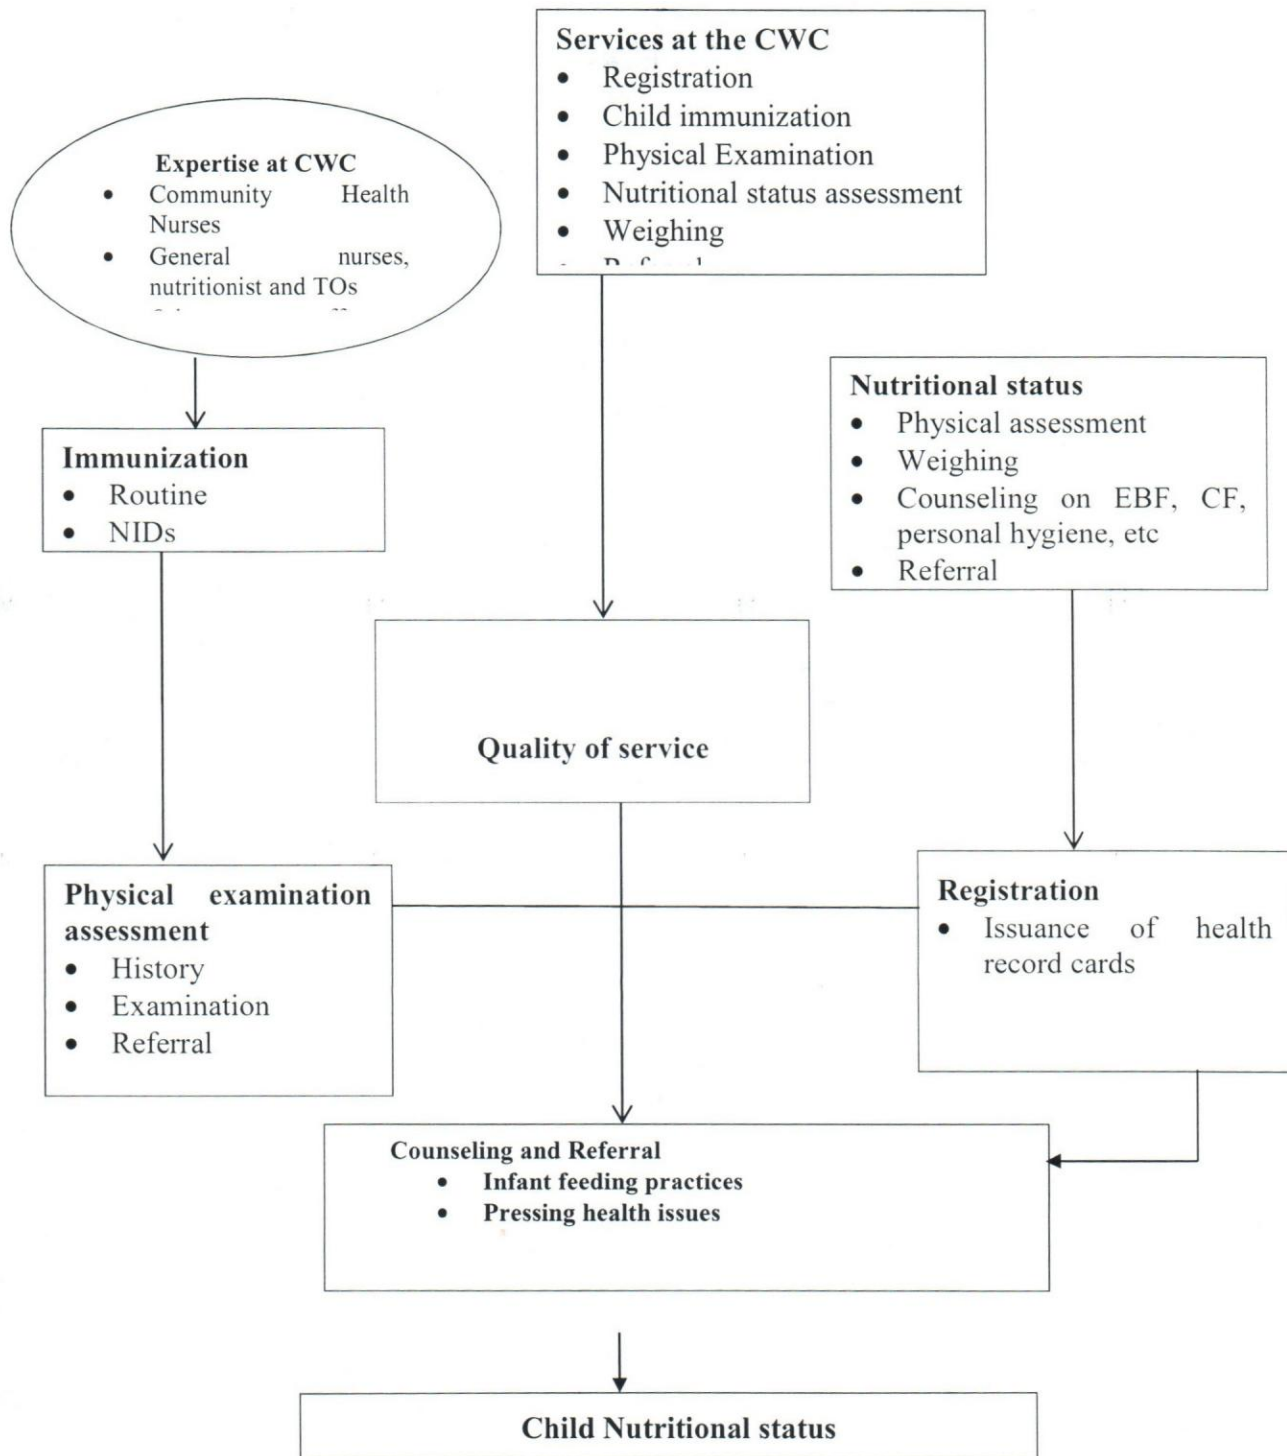 Services at the CWC
• Registration
• Child immunization
• Physical Examination
• Nutritional status assessment
• Weighing
Expertise at CWC
• Community Health
Nurses
• General nurses,
nutritionist and TOs
Immunization
• Routine
• NIDs
Nutritional status
• Physical assessment
• Weighing
• Counseling on EBF, CF,
personal hygiene, etc
• Referral
Quality of service
Physical examination
assessment
• History
• Examination
• Referral
Registration
• Issuance of health
record cards
Counseling and Referral
• Infant feeding practices
• Pressing health issues
Child Nutritional status